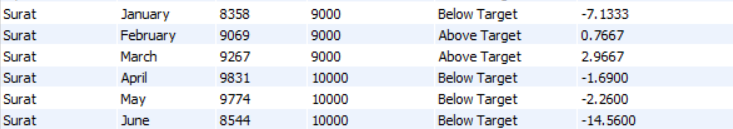 Surat January 8358 9000 Below Target -7.1333
Surat February 9069 9000 Above Target 0.7667
Surat March 9267 9000 Above Target 2.9667
Surat April 9831 10000 Below Target -1.6900
Surat May 9774 10000 Below Target -2.2600
Surat June 8544 10000 Below Target -14.5600